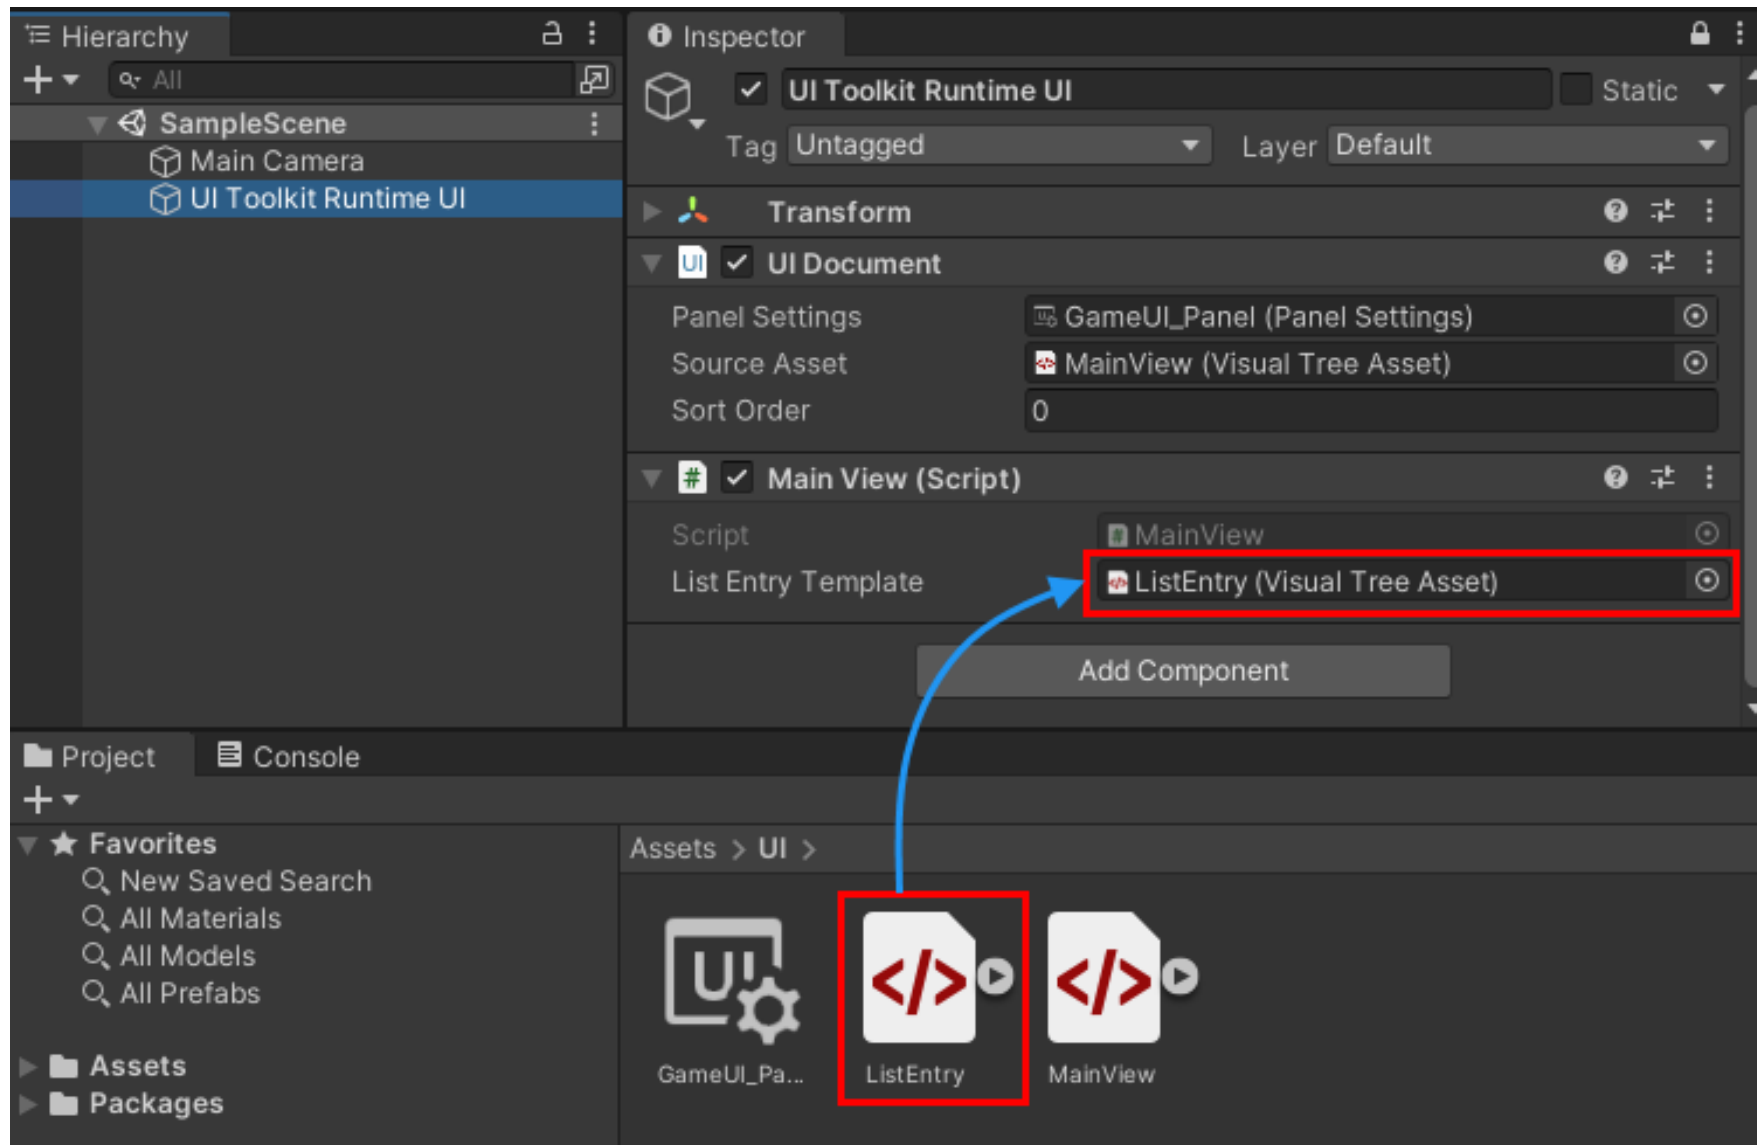 Hierarchy
All
SampleScene
Main Camera
UI Toolkit Runtime UI
Inspector
UI Toolkit Runtime UI
Static
Tag Untagged Layer Default
Transform
UI Document
Panel Settings GameUI_Panel (Panel Settings)
Source Asset MainView (Visual Tree Asset)
Sort Order 0
Main View (Script)
Script MainView
List Entry Template ListEntry (Visual Tree Asset)
Add Component
Project Console
Favorites
New Saved Search
All Materials
All Models
All Prefabs
Assets
Packages
Assets > UI >
GameUI_Pa... ListEntry MainView